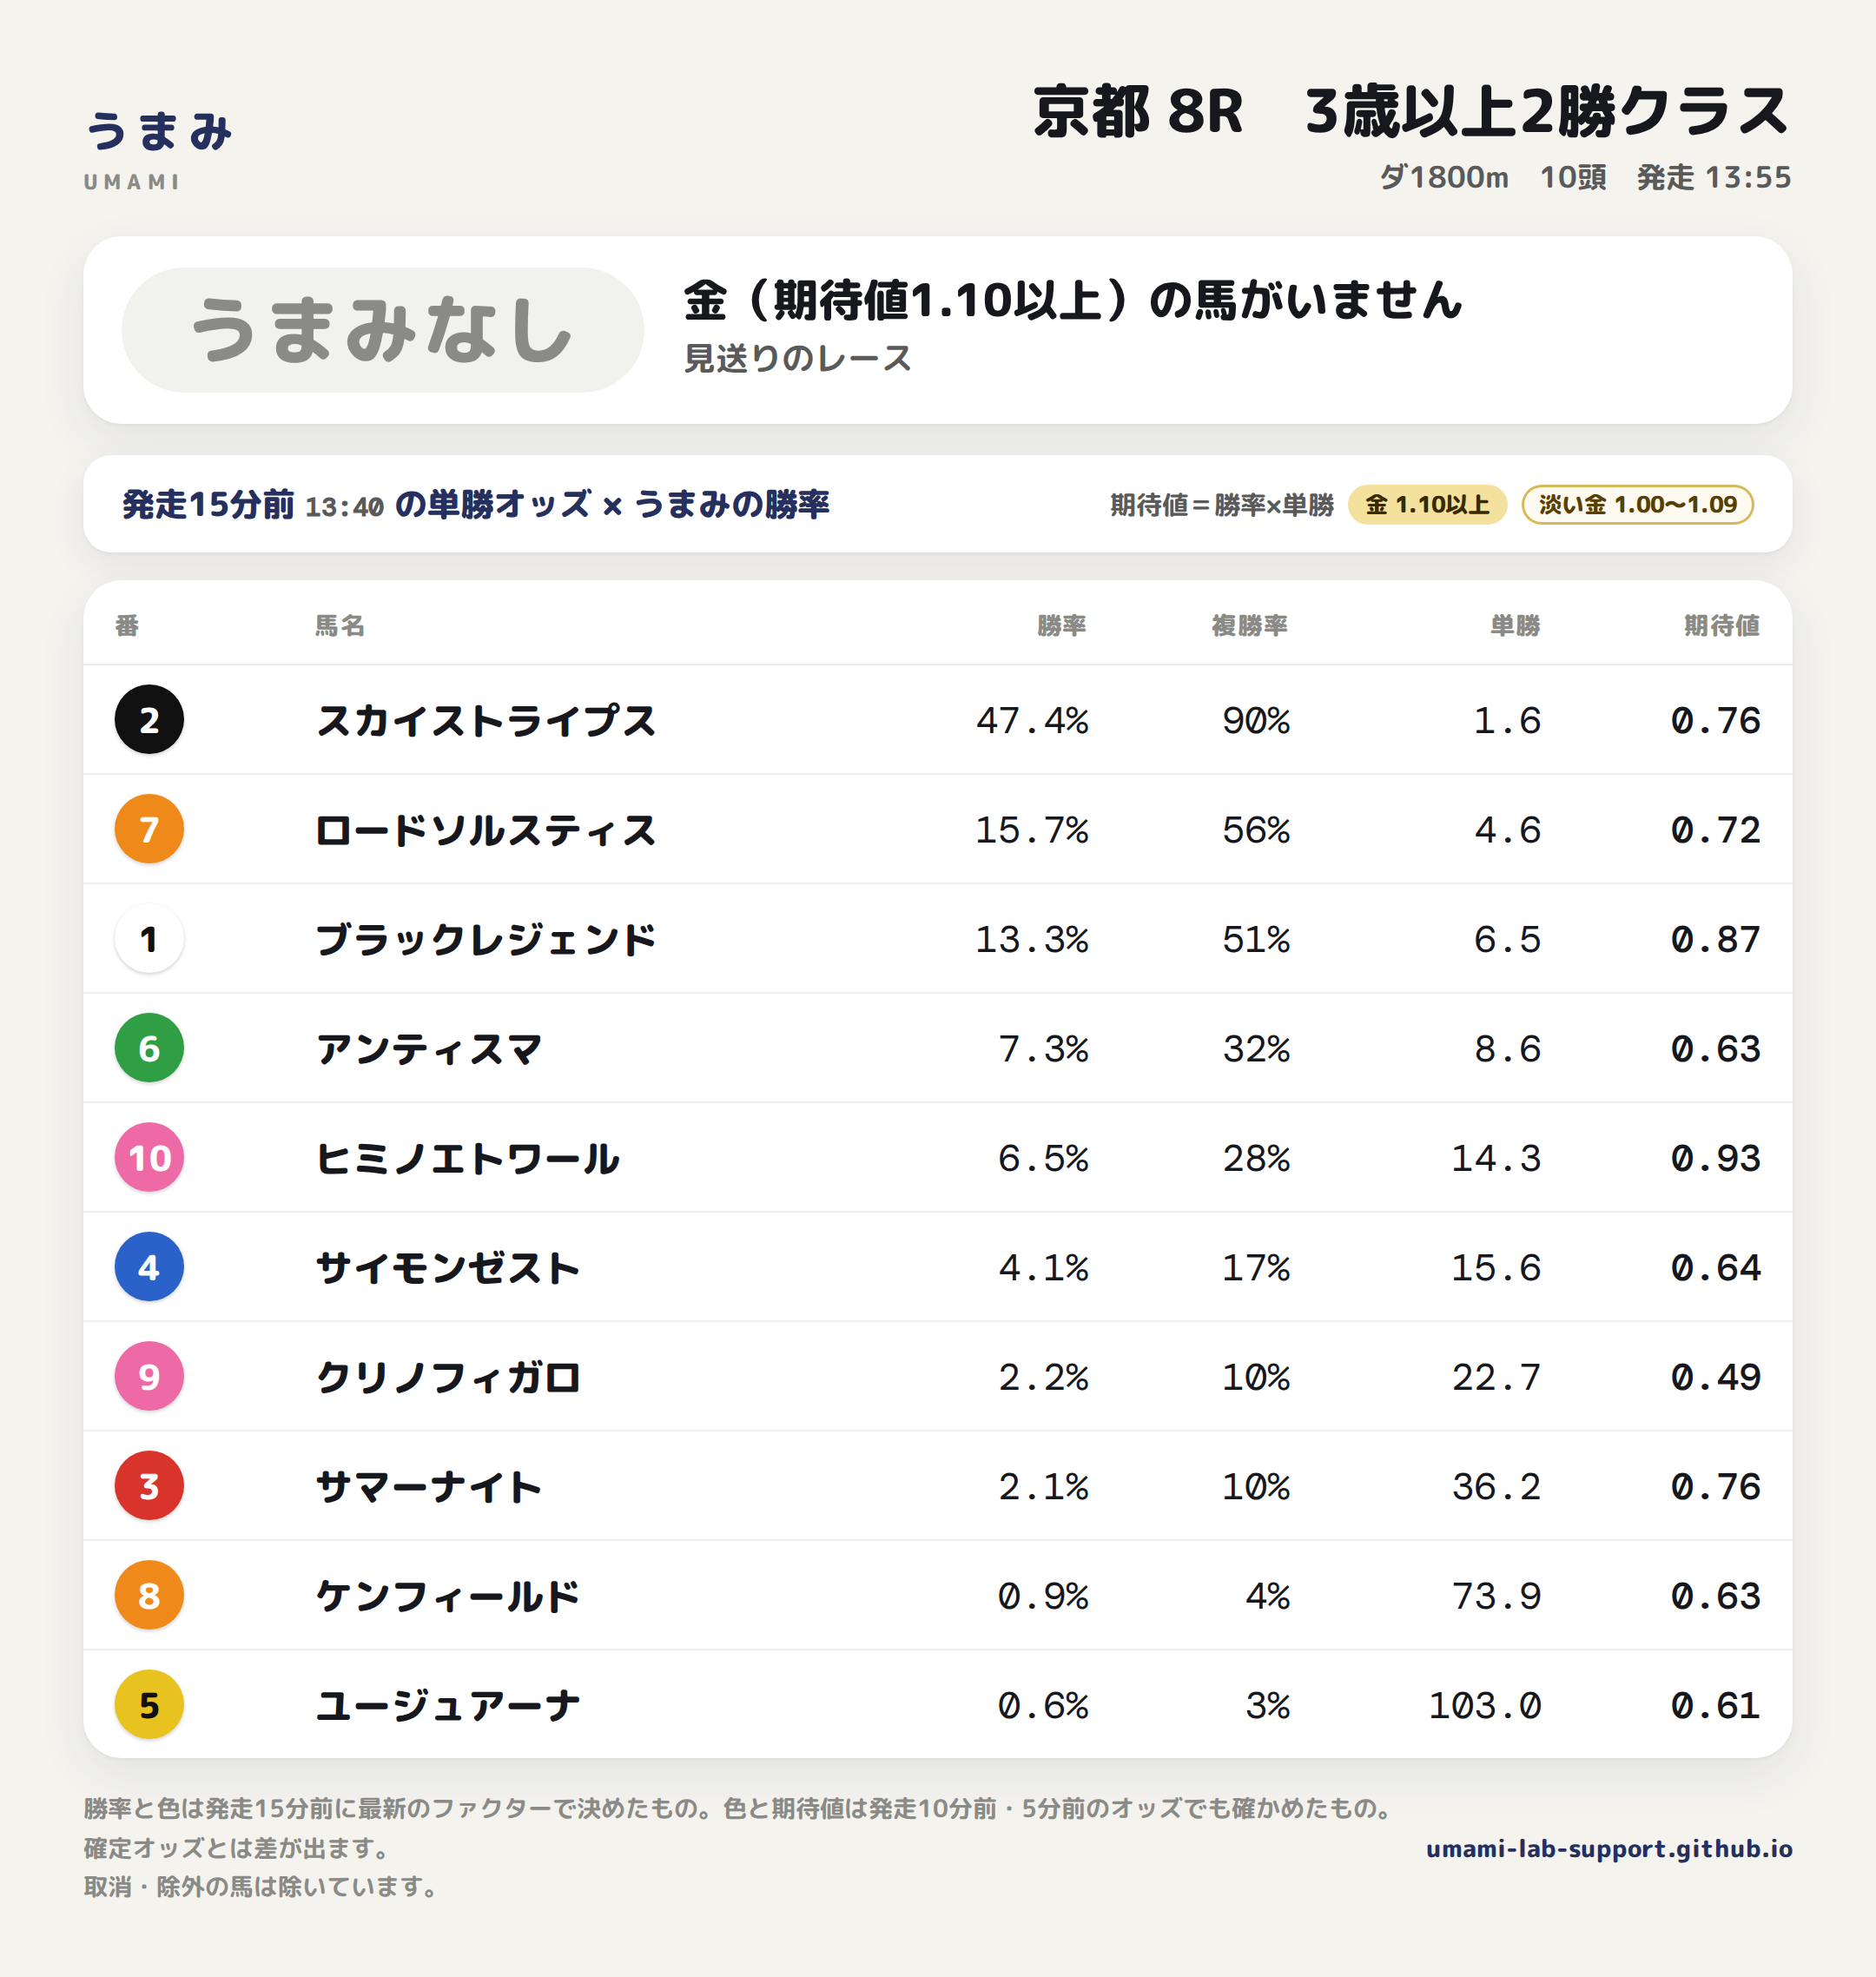 うまみ
UMAMI
京都 8R　3歳以上2勝クラス
ダ1800m　10頭　発走 13:55
うまみなし
金（期待値1.10以上）の馬がいません
見送りのレース
発走15分前 13:40 の単勝オッズ × うまみの勝率
期待値＝勝率×単勝 金 1.10以上 淡い金 1.00〜1.09
番 馬名 勝率 複勝率 単勝 期待値
2 スカイストライプス 47.4% 90% 1.6 0.76
7 ロードソルスティス 15.7% 56% 4.6 0.72
1 ブラックレジェンド 13.3% 51% 6.5 0.87
6 アンティスマ 7.3% 32% 8.6 0.63
10 ヒミノエトワール 6.5% 28% 14.3 0.93
4 サイモンゼスト 4.1% 17% 15.6 0.64
9 クリノフィガロ 2.2% 10% 22.7 0.49
3 サマーナイト 2.1% 10% 36.2 0.76
8 ケンフィールド 0.9% 4% 73.9 0.63
5 ユージュアーナ 0.6% 3% 103.0 0.61
勝率と色は発走15分前に最新のファクターで決めたもの。色と期待値は発走10分前・5分前のオッズでも確かめたもの。
確定オッズとは差が出ます。
取消・除外の馬は除いています。
umami-lab-support.github.io